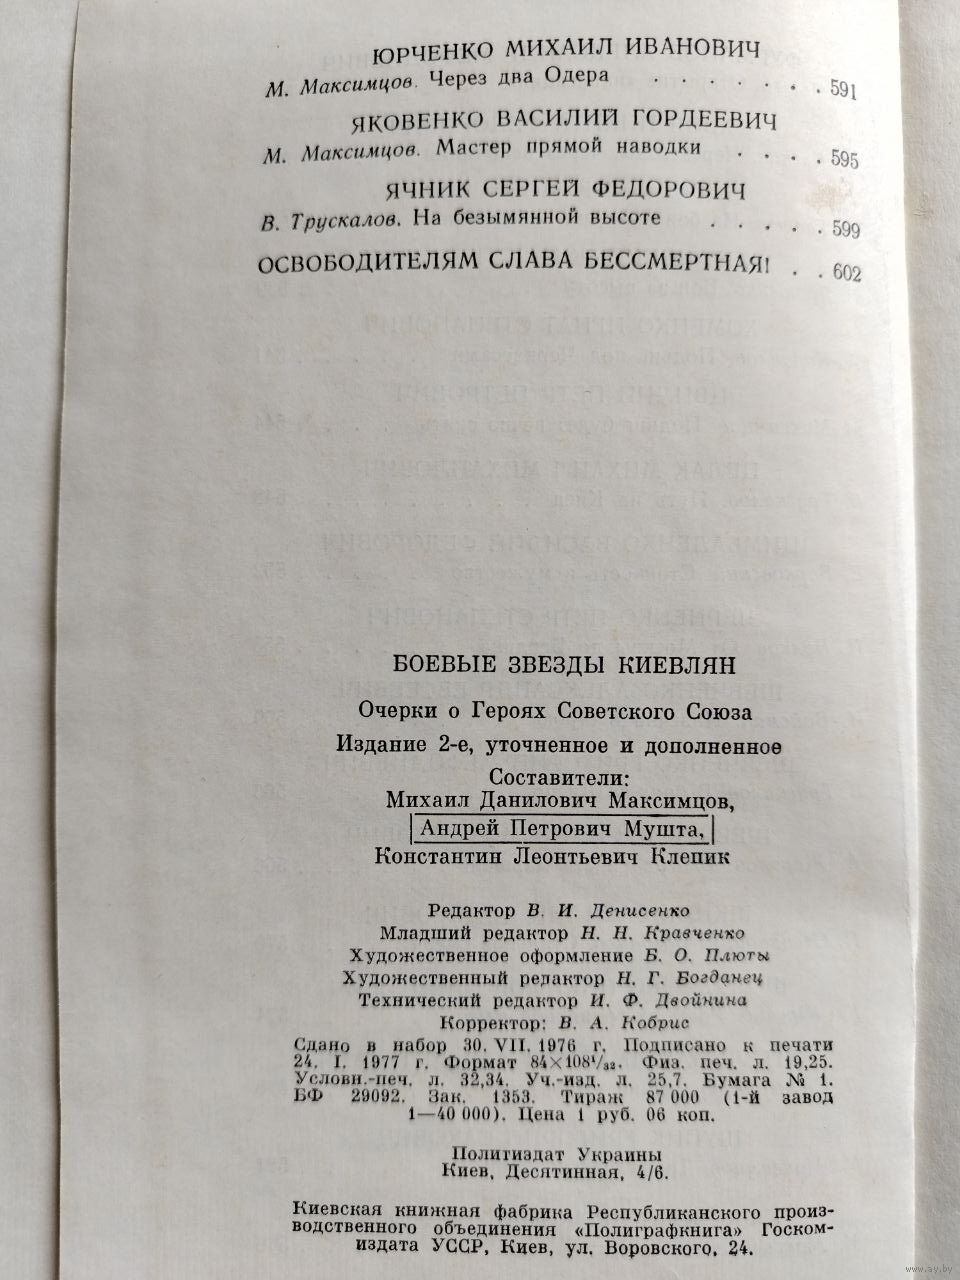 ЮРЧЕНКО МИХАИЛ ИВАНОВИЧ
М. Максимцов. Через два Одера . . . . . . . 591
ЯКОВЕНКО ВАСИЛИЙ ГОРДЕЕВИЧ
М. Максимцов. Мастер прямой наводки . . . . . 595
ЯЧНИК СЕРГЕЙ ФЕДОРОВИЧ
В. Трускалов. На безымянной высоте . . . . . 599
ОСВОБОДИТЕЛЯМ СЛАВА БЕССМЕРТНАЯ! . . 602
БОЕВЫЕ ЗВЕЗДЫ КИЕВЛЯН
Очерки о Героях Советского Союза
Издание 2-е, уточненное и дополненное
Составители:
Михаил Данилович Максимцов,
Андрей Петрович Мушта,
Константин Леонтьевич Клепик
Редактор В. И. Денисенко
Младший редактор Н. Н. Кравченко
Художественное оформление Б. О. Плюты
Художественный редактор Н. Г. Богданец
Технический редактор И. Ф. Двойнина
Корректор: В. А. Кобрис
Сдано в набор 30. VII. 1976 г. Подписано к печати
24. I. 1977 г. Формат 84×108¹/₃₂. Физ. печ. л. 19,25.
Условн.-печ. л. 32,34. Уч.-изд. л. 25,7. Бумага № 1.
БФ 29092. Зак. 1353. Тираж 87 000 (1-й завод
1—40 000). Цена 1 руб. 06 коп.
Политиздат Украины
Киев, Десятинная, 4/6.
Киевская книжная фабрика Республиканского произ-
водственного объединения «Полиграфкнига» Госком-
издата УССР, Киев, ул. Воровского, 24.
www.ay.by